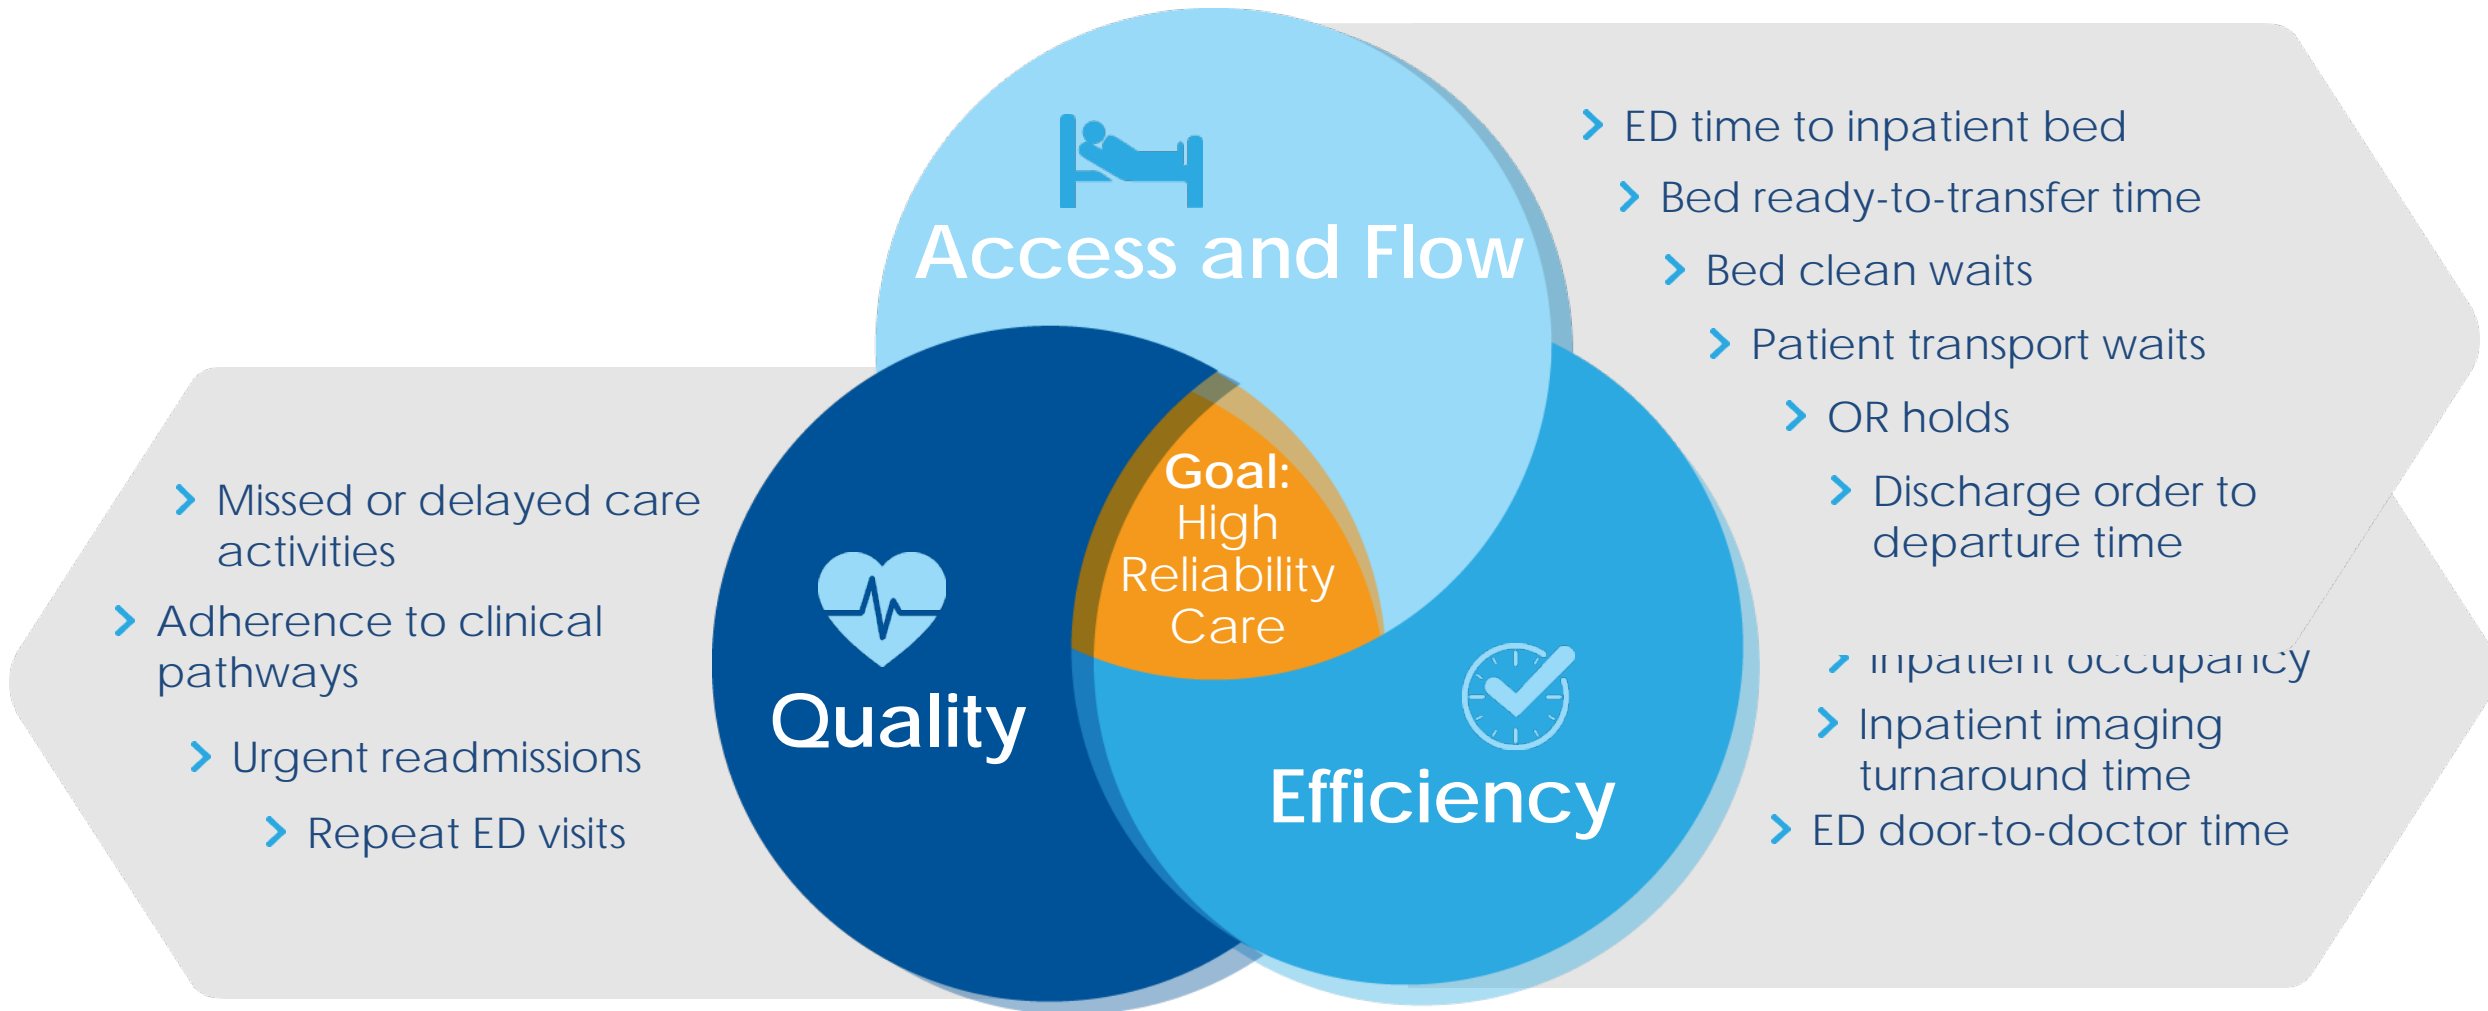 Access and Flow
ED time to inpatient bed
Bed ready-to-transfer time
Bed clean waits
Patient transport waits
OR holds
Discharge order to
departure time
Goal:
High
Reliability
Care
Missed or delayed care
activities
Adherence to clinical
pathways
Urgent readmissions
Repeat ED visits
Quality
Efficiency
Inpatient occupancy
Inpatient imaging
turnaround time
ED door-to-doctor time